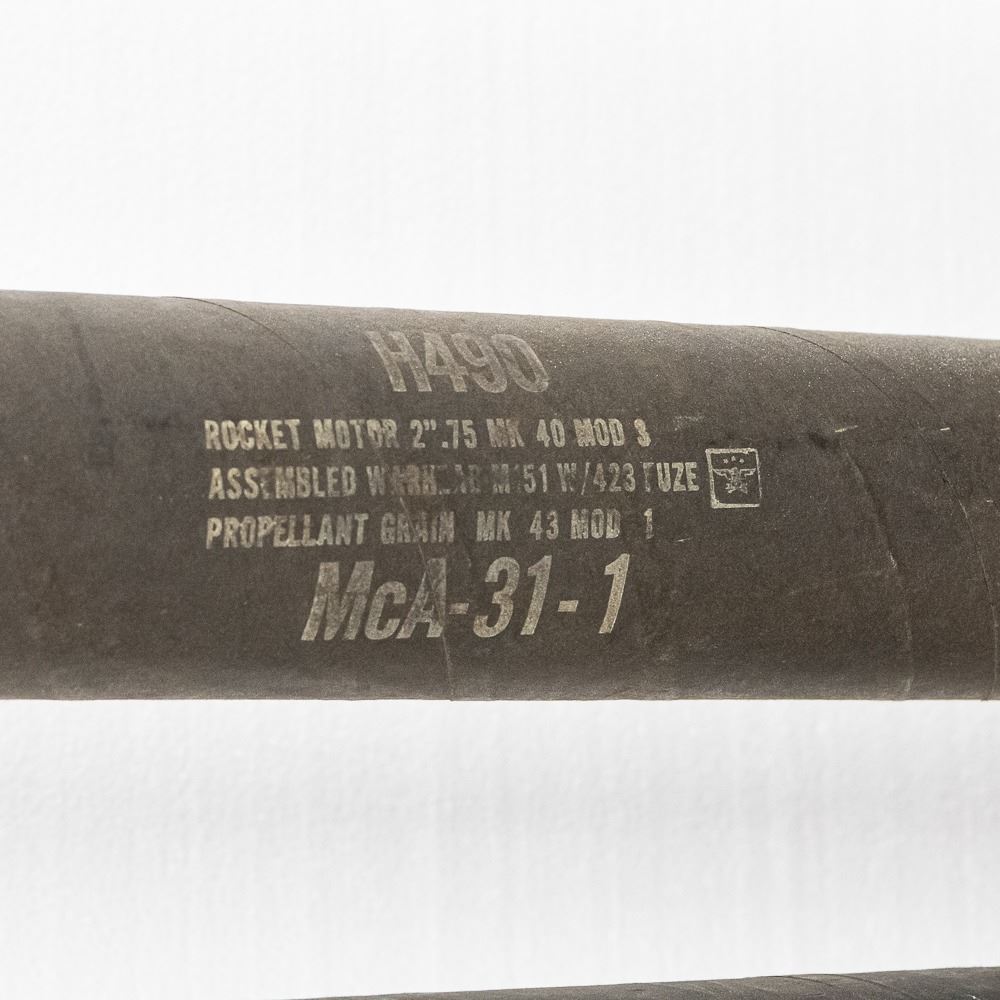 H490
ROCKET MOTOR 2".75 MK 40 MOD 3
ASSEMBLED M151 W/423 FUZE
PROPELLANT GRAIN MK 43 MOD 1
McA-31-1